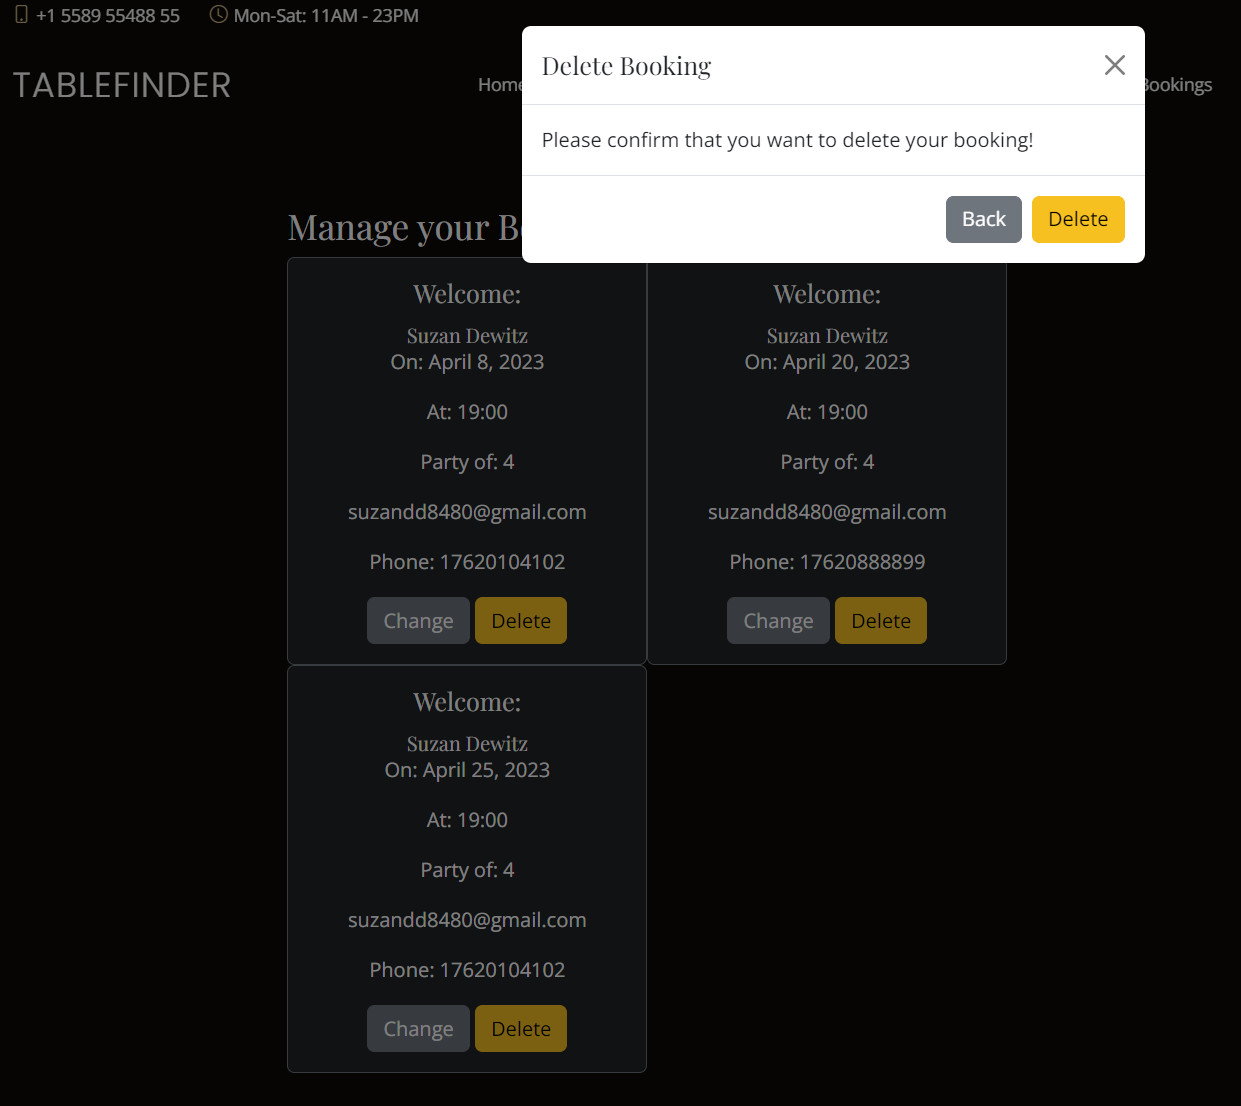 +1 5589 55488 55 Mon-Sat: 11AM - 23PM
TABLEFINDER
Home
Bookings
Delete Booking
Please confirm that you want to delete your booking!
Back Delete
Manage your
Welcome:
Suzan Dewitz
On: April 8, 2023
At: 19:00
Party of: 4
suzandd8480@gmail.com
Phone: 17620104102
Change Delete
Welcome:
Suzan Dewitz
On: April 20, 2023
At: 19:00
Party of: 4
suzandd8480@gmail.com
Phone: 17620888899
Change Delete
Welcome:
Suzan Dewitz
On: April 25, 2023
At: 19:00
Party of: 4
suzandd8480@gmail.com
Phone: 17620104102
Change Delete